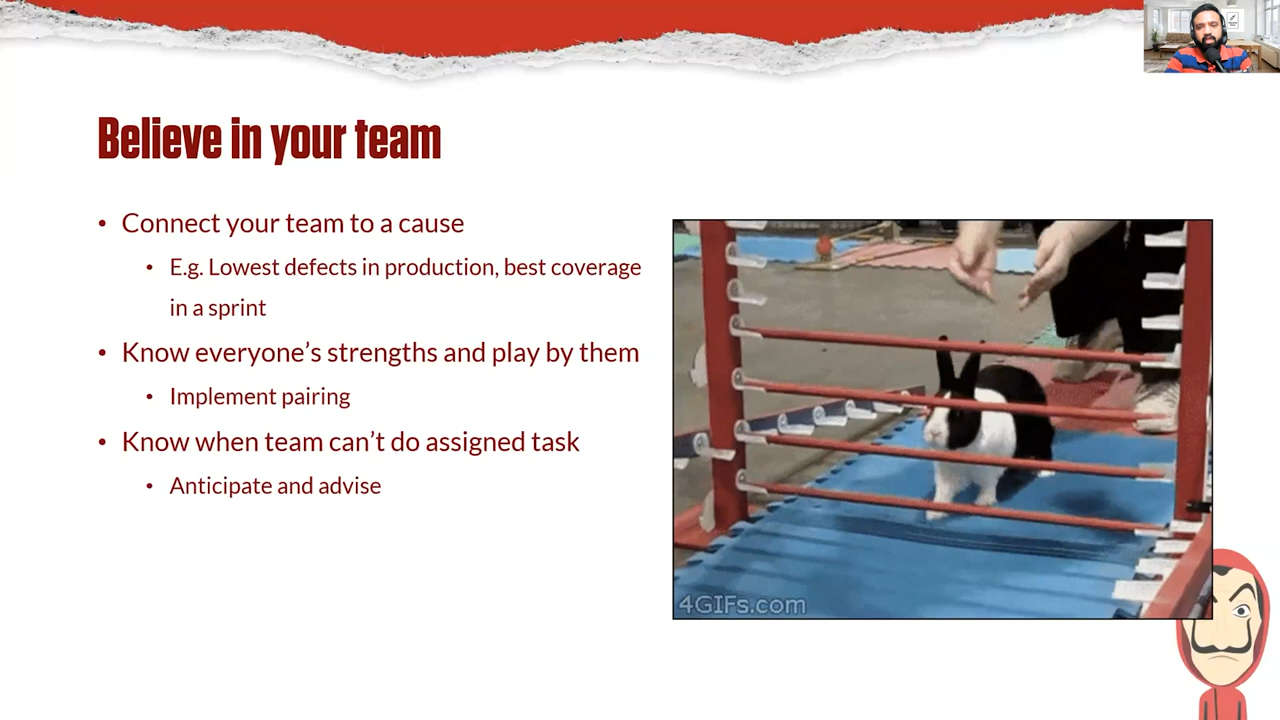 Believe in your team
• Connect your team to a cause
• E.g. Lowest defects in production, best coverage
in a sprint
• Know everyone’s strengths and play by them
• Implement pairing
• Know when team can’t do assigned task
• Anticipate and advise
4GIFs.com